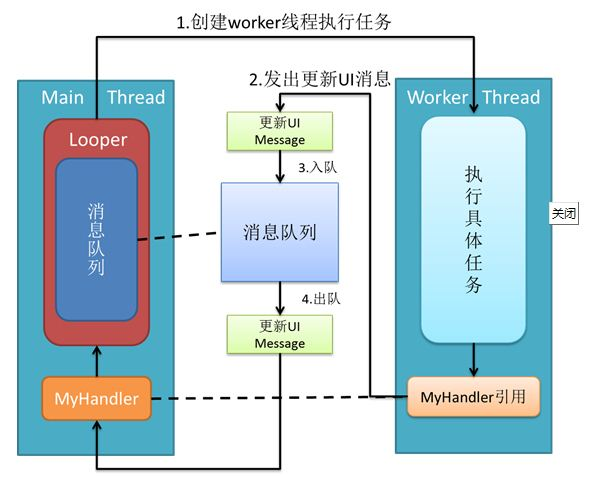 1.创建worker线程执行任务
2.发出更新UI消息
Main Thread
Looper
消息队列
MyHandler
更新UI
Message
3.入队
消息队列
4.出队
更新UI
Message
Worker Thread
执行具体任务
MyHandler引用
关闭